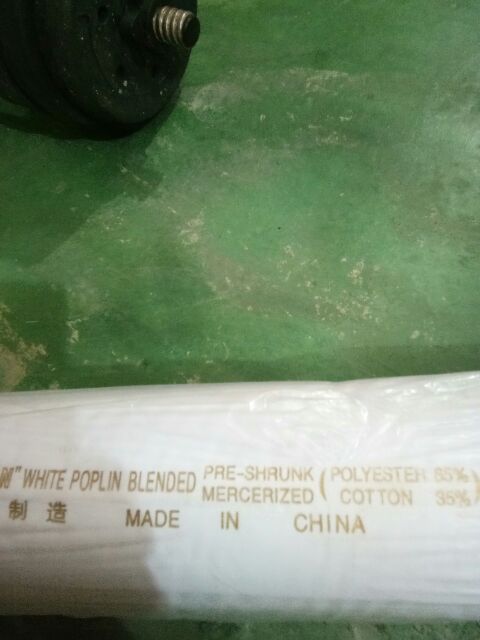 " WHITE POPLIN BLENDED PRE-SHRUNK MERCERIZED (POLYESTER 65% COTTON 35%)
制造 MADE IN CHINA